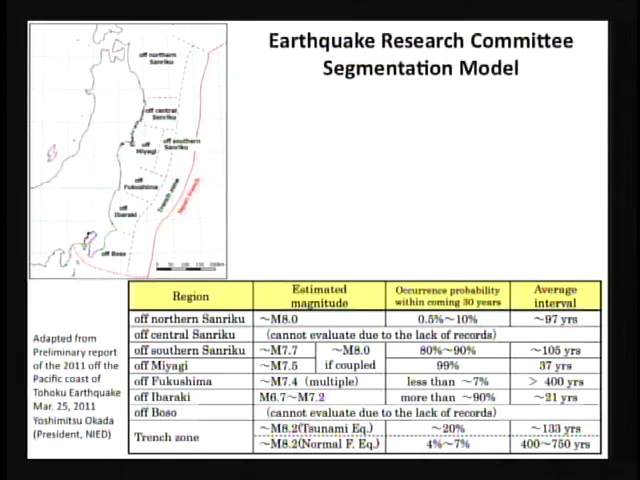 Earthquake Research Committee
Segmentation Model
off northern
Sanriku
off central
Sanriku
off
Miyagi
off southern
Sanriku
off
Fukushima
Trench zone
Japan trench
off
Ibaraki
off Boso
Region
Estimated
magnitude
Occurrence probability
within coming 30 years
Average
interval
off northern Sanriku ~M8.0 0.5%~10% ~97 yrs
off central Sanriku (cannot evaluate due to the lack of records)
off southern Sanriku ~M7.7 ~M8.0 80%~90% ~105 yrs
off Miyagi ~M7.5 if coupled 99% 37 yrs
off Fukushima ~M7.4 (multiple) less than ~7% > 400 yrs
off Ibaraki M6.7~M7.2 more than ~90% ~21 yrs
off Boso (cannot evaluate due to the lack of records)
Trench zone
~M8.2(Tsunami Eq.) ~20% ~133 yrs
~M8.2(Normal F. Eq.) 4%~7% 400~750 yrs
Adapted from
Preliminary report
of the 2011 off the
Pacific coast of
Tohoku Earthquake
Mar. 25, 2011
Yoshimitsu Okada
(President, NIED)